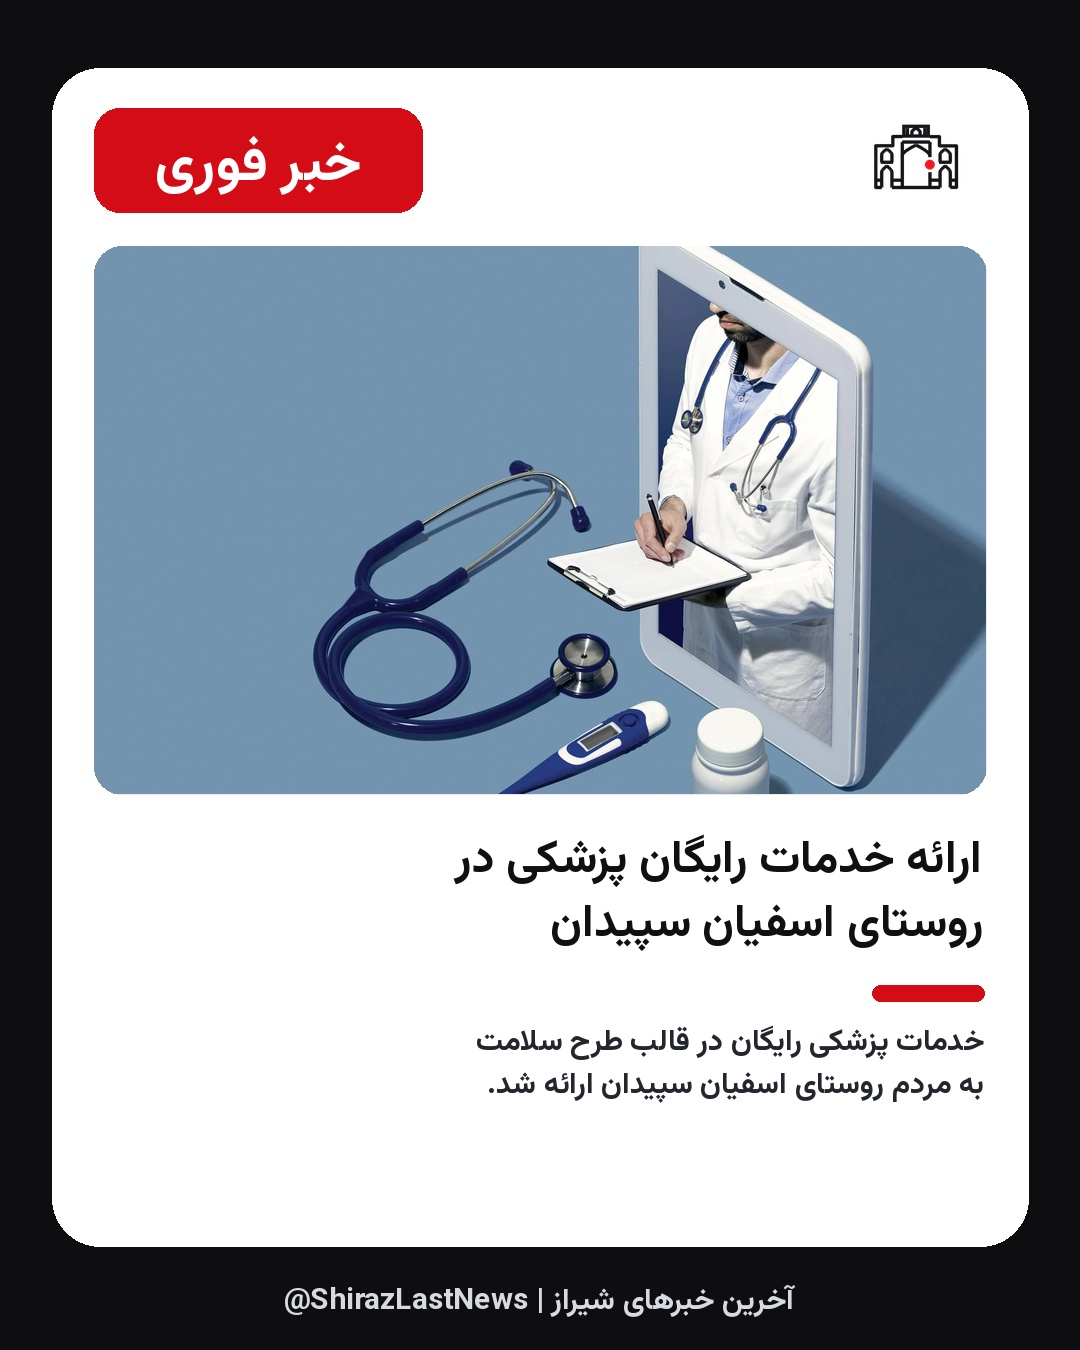 خبر فوری
ارائه خدمات رایگان پزشکی در
روستای اسفیان سپیدان
خدمات پزشکی رایگان در قالب طرح سلامت
به مردم روستای اسفیان سپیدان ارائه شد.
آخرین خبرهای شیراز | @ShirazLastNews